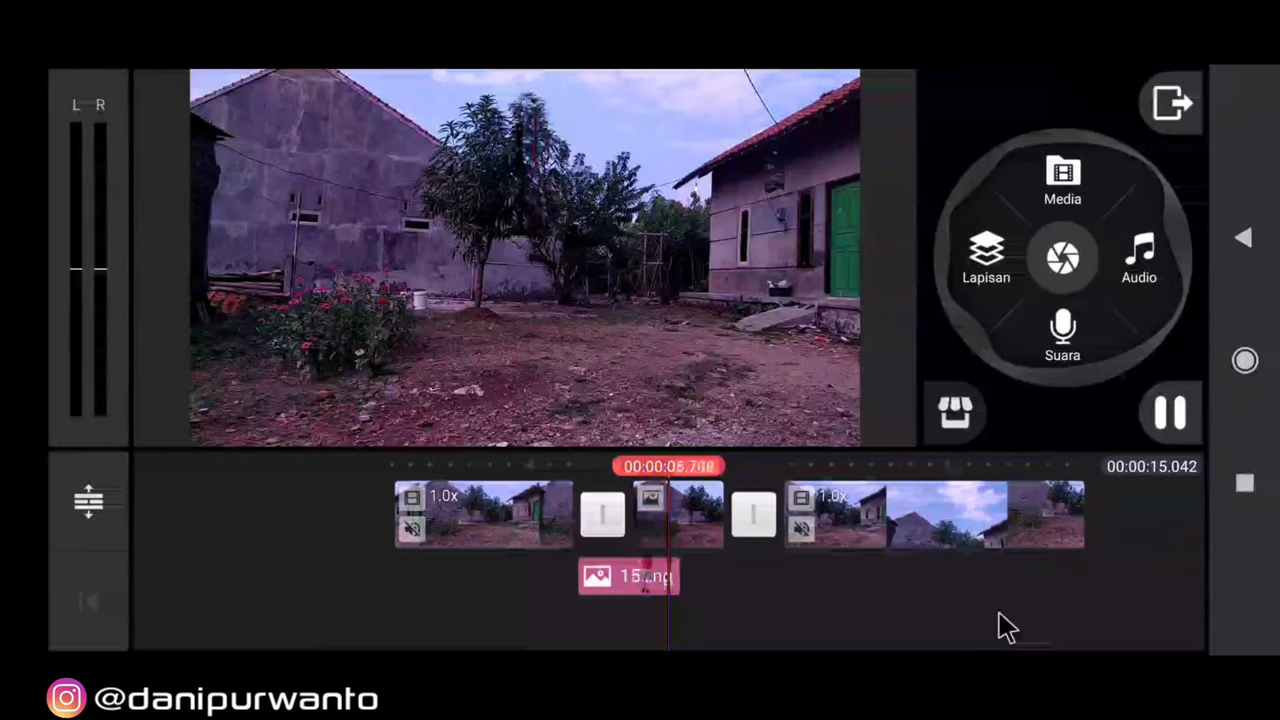 L R
Media
Lapisan
Audio
Suara
00:00:15.042
1.0x
1.0x
@danipurwanto